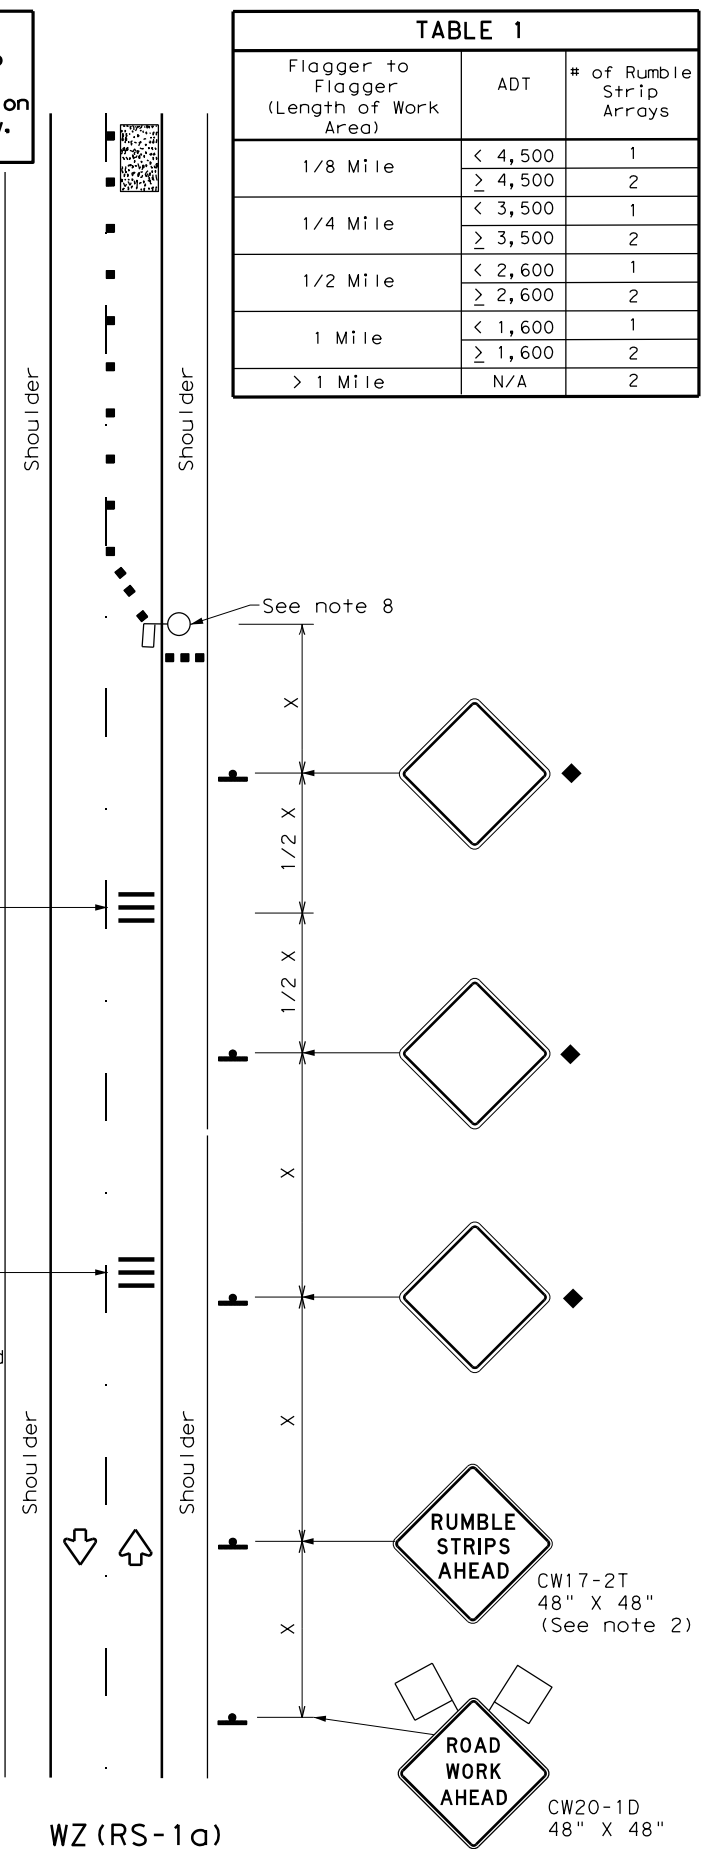 on
TABLE 1
Flagger to
Flagger
(Length of Work
Area)
ADT
# of Rumble
Strip
Arrays
1/8 Mile
< 4,500
1
≥ 4,500
2
1/4 Mile
< 3,500
1
≥ 3,500
2
1/2 Mile
< 2,600
1
≥ 2,600
2
1 Mile
< 1,600
1
≥ 1,600
2
> 1 Mile
N/A
2
Shoulder
Shoulder
See note 8
X
1/2 X
1/2 X
X
X
Shoulder
Shoulder
RUMBLE
STRIPS
AHEAD
CW17-2T
48" X 48"
(See note 2)
X
ROAD
WORK
AHEAD
CW20-1D
48" X 48"
WZ(RS-1a)